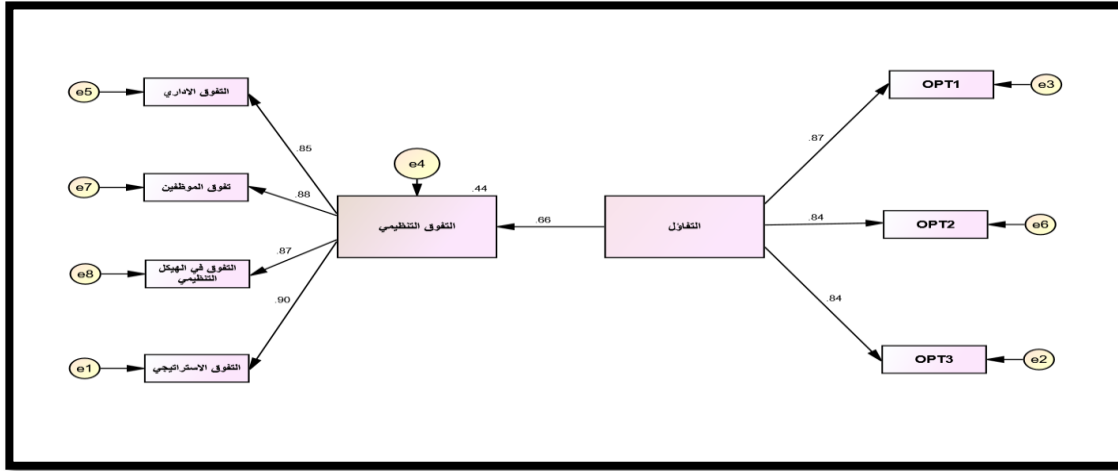 التفوق الاداري
e5
.85
تفوق الموظفين
e7
.88
التفوق في الهيكل
التنظيمي
e8
.87
التفوق الاستراتيجي
e1
.90
e4
.44
التفوق التنظيمي
.66
التفاؤل
.87
OPT1
e3
.84
OPT2
e6
.84
OPT3
e2